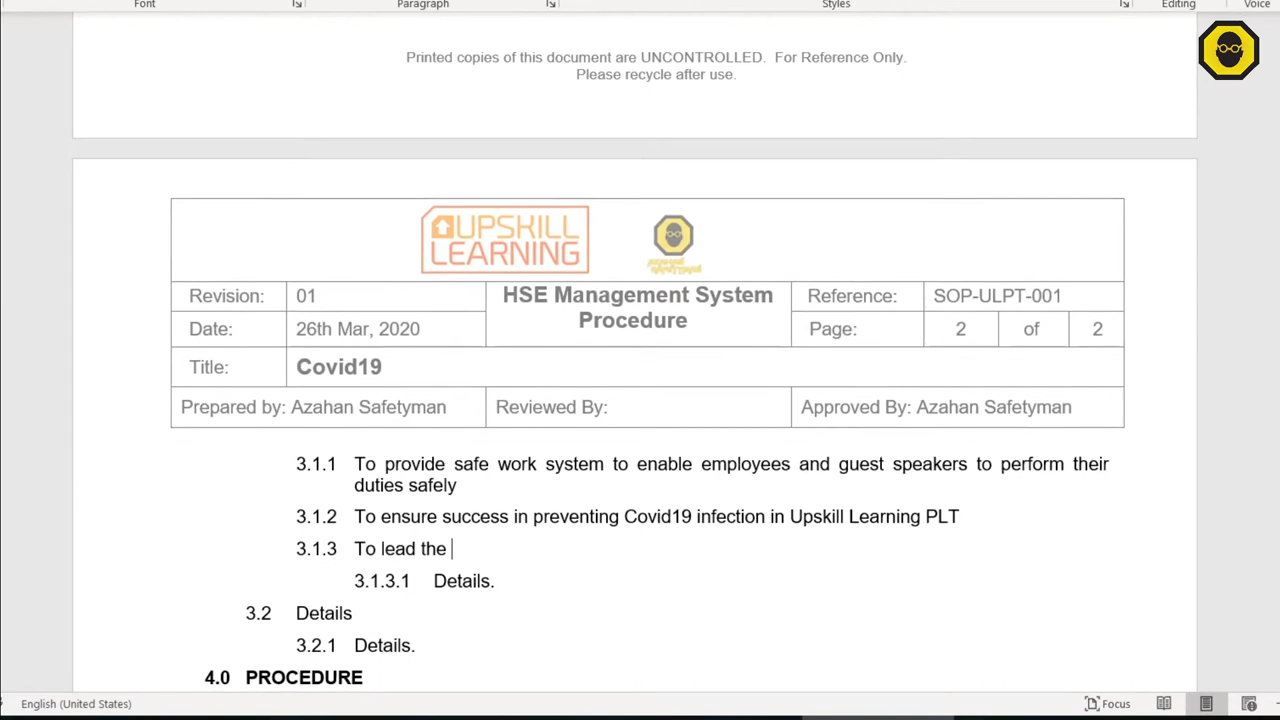 Font Paragraph Styles Editing Voice
Printed copies of this document are UNCONTROLLED. For Reference Only.
Please recycle after use.
UPSKILL
LEARNING
Revision: 01 HSE Management System Procedure Reference: SOP-ULPT-001
Date: 26th Mar, 2020 Page: 2 of 2
Title: Covid19
Prepared by: Azahan Safetyman Reviewed By: Approved By: Azahan Safetyman
3.1.1 To provide safe work system to enable employees and guest speakers to perform their
duties safely
3.1.2 To ensure success in preventing Covid19 infection in Upskill Learning PLT
3.1.3 To lead the
3.1.3.1 Details.
3.2 Details
3.2.1 Details.
4.0 PROCEDURE
English (United States) Focus